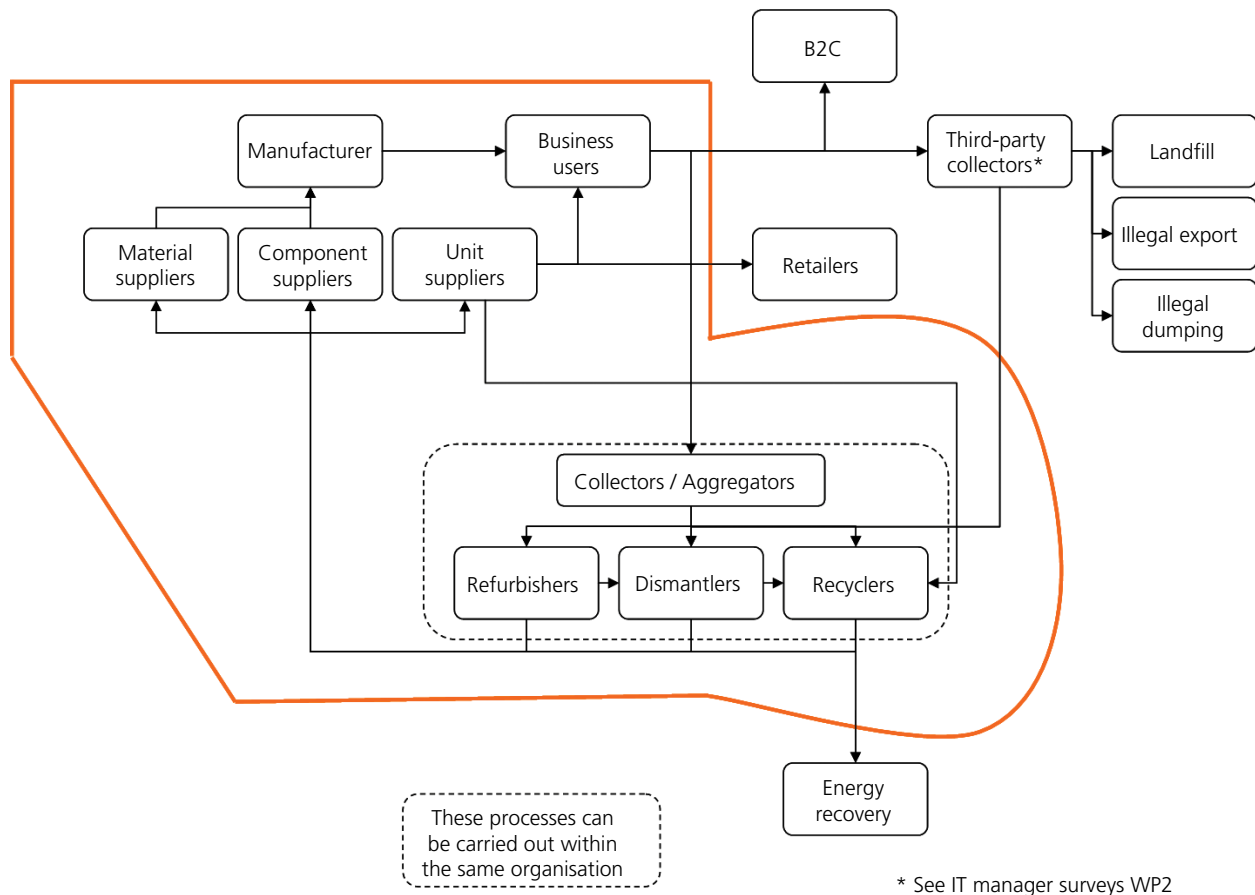 B2C
Manufacturer
Business
users
Third-party
collectors*
Landfill
Material
suppliers
Component
suppliers
Unit
suppliers
Retailers
Illegal export
Illegal
dumping
Collectors / Aggregators
Refurbishers
Dismantlers
Recyclers
Energy
recovery
These processes can
be carried out within
the same organisation
* See IT manager surveys WP2